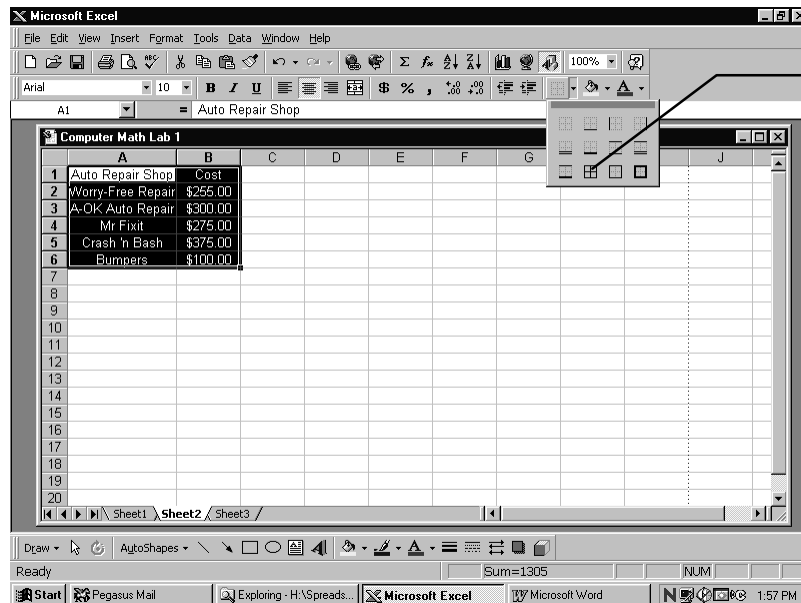 Microsoft Excel
File Edit View Insert Format Tools Data Window Help
100%
Arial 10 B I U $ % ,
A1 = Auto Repair Shop
Computer Math Lab 1
A B C D E F G J
1 Auto Repair Shop Cost
2 Worry-Free Repair $255.00
3 A-OK Auto Repair $300.00
4 Mr Fixit $275.00
5 Crash 'n Bash $375.00
6 Bumpers $100.00
7
8
9
10
11
12
13
14
15
16
17
18
19
20
Sheet1 Sheet2 Sheet3
Draw AutoShapes
Ready Sum=1305 NUM
Start Pegasus Mail Exploring - H:\Spreads... Microsoft Excel Microsoft Word 1:57 PM